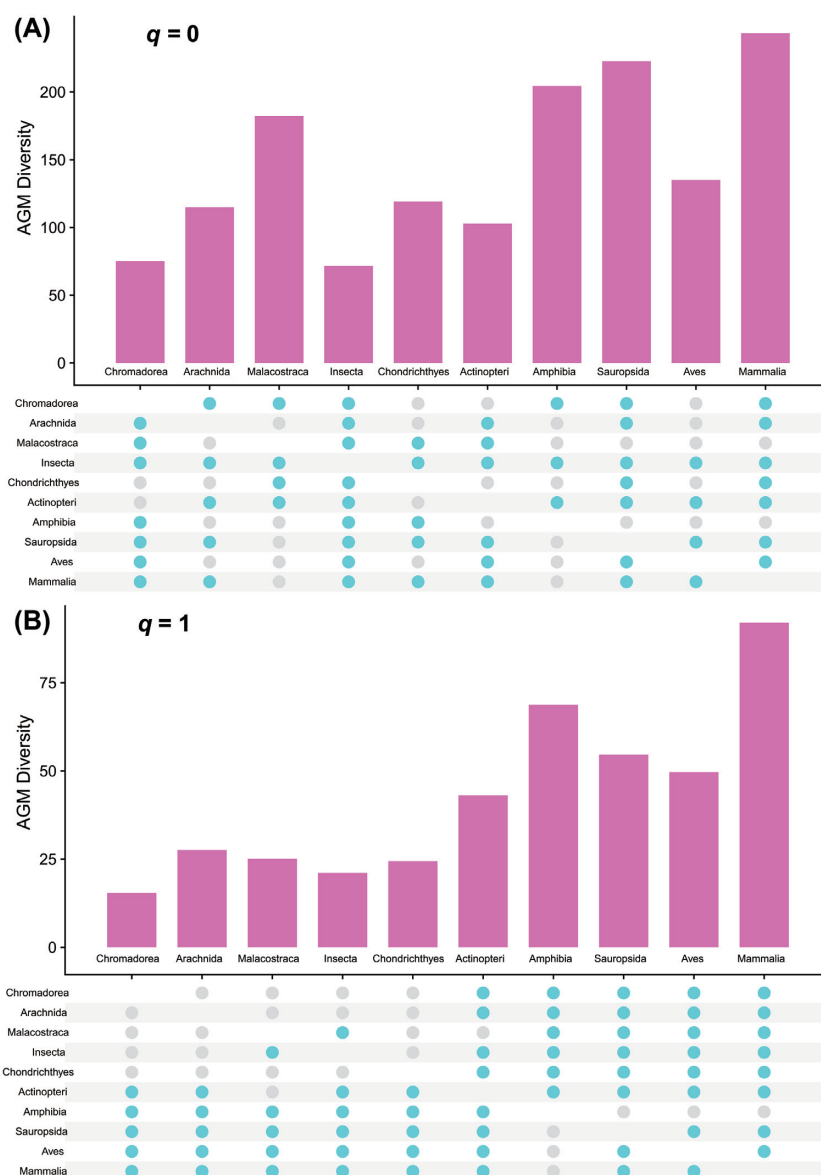 (A)
q = 0
AGM Diversity
200
150
100
50
0
Chromadorea Arachnida Malacostraca Insecta Chondrichthyes Actinopteri Amphibia Sauropsida Aves Mammalia
Chromadorea
Arachnida
Malacostraca
Insecta
Chondrichthyes
Actinopteri
Amphibia
Sauropsida
Aves
Mammalia
(B)
q = 1
AGM Diversity
75
50
25
0
Chromadorea Arachnida Malacostraca Insecta Chondrichthyes Actinopteri Amphibia Sauropsida Aves Mammalia
Chromadorea
Arachnida
Malacostraca
Insecta
Chondrichthyes
Actinopteri
Amphibia
Sauropsida
Aves
Mammalia